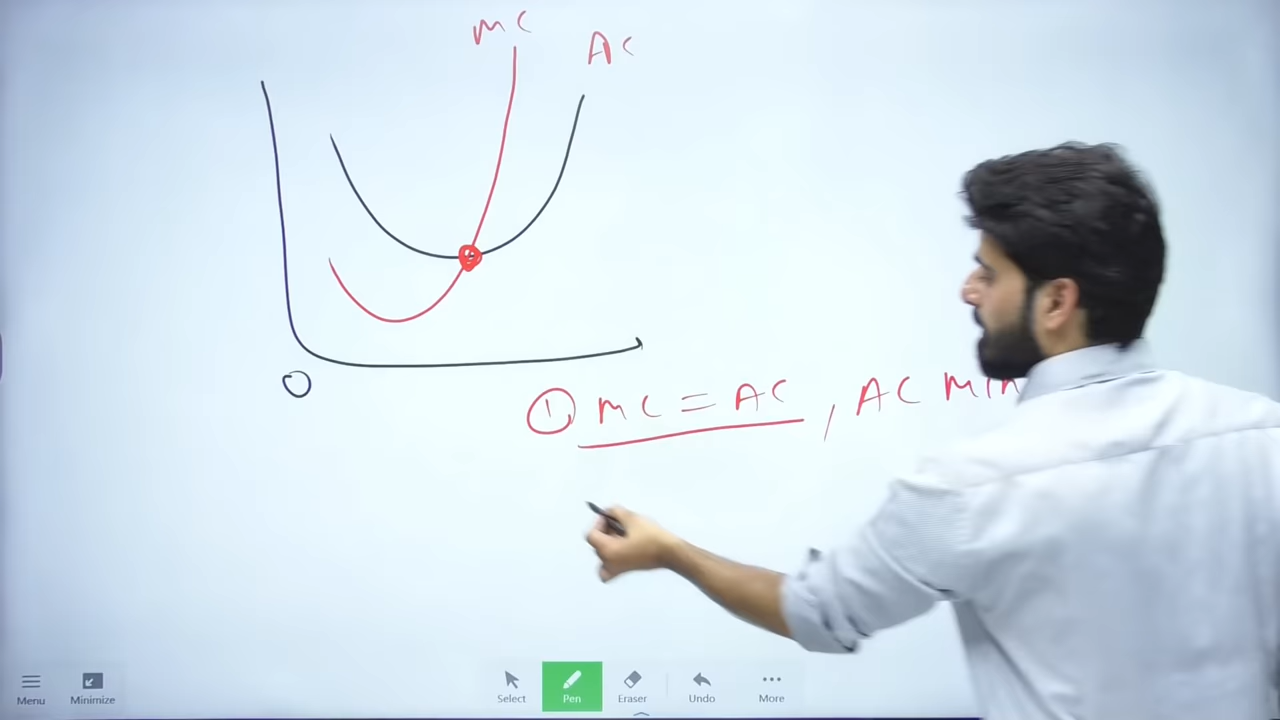 MC
AC
O
① MC = AC , AC MIN
Menu
Minimize
Select
Pen
Eraser
Undo
More